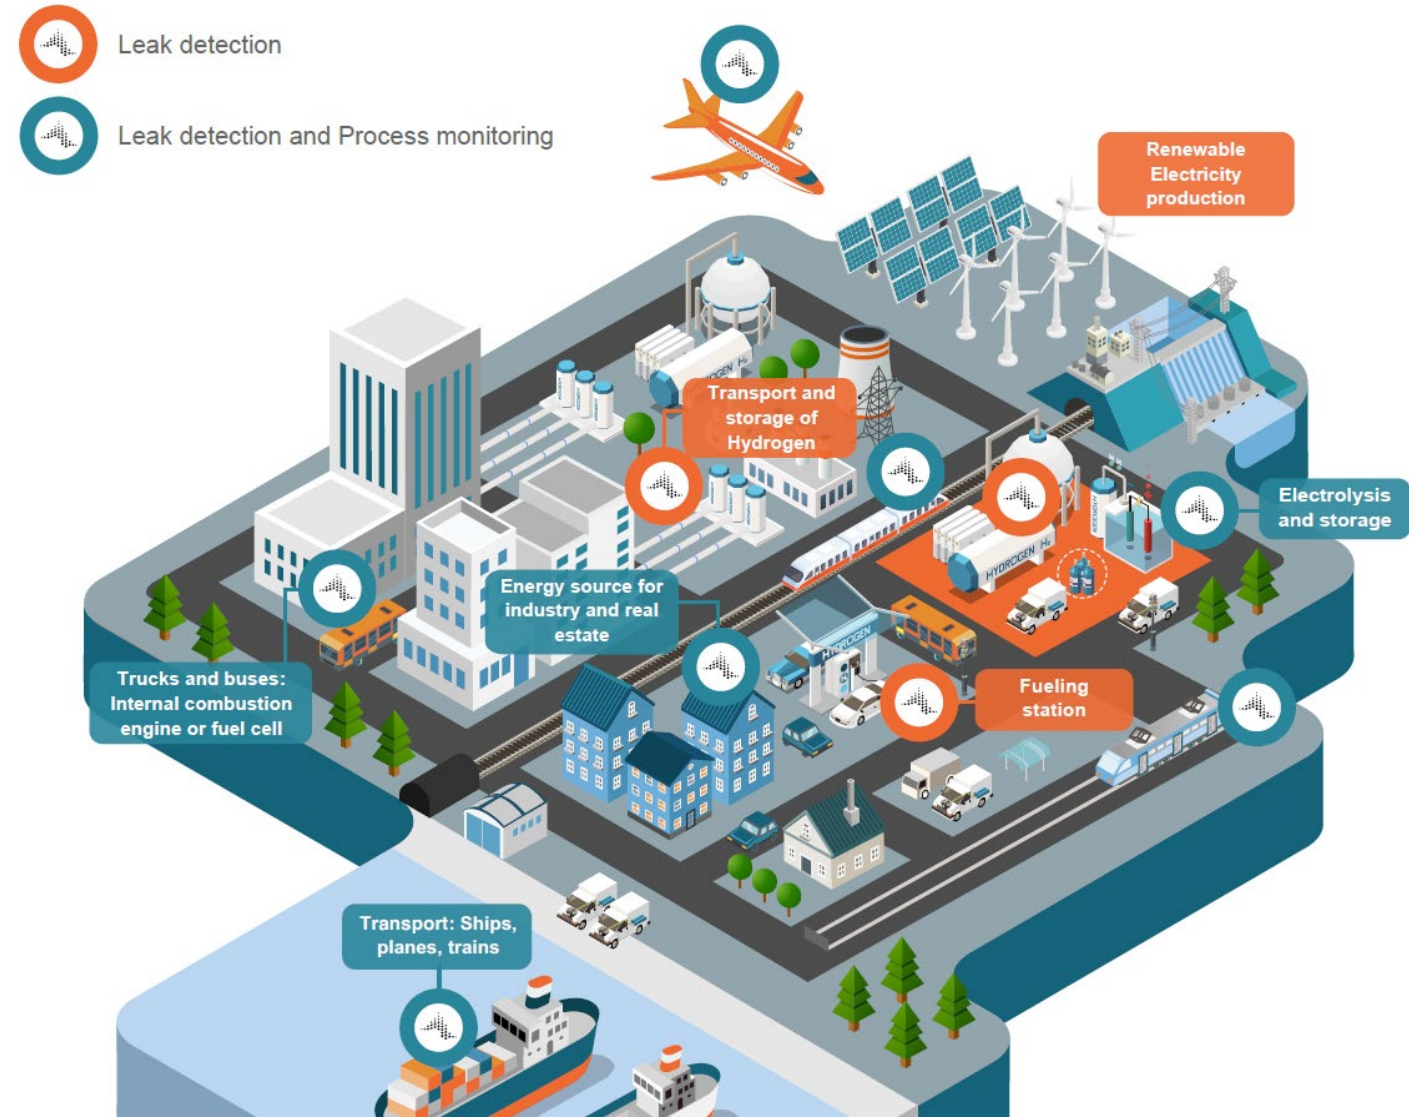 Leak detection
Leak detection and Process monitoring
Renewable
Electricity
production
Transport and
storage of
Hydrogen
Electrolysis
and storage
HYDROGEN H₂
Energy source for
industry and real
estate
HYDROGEN
Trucks and buses:
Internal combustion
engine or fuel cell
Fueling
station
Transport: Ships,
planes, trains